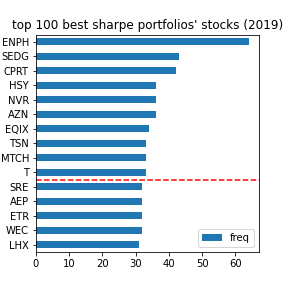 top 100 best sharpe portfolios' stocks (2019)
ENPH
SEDG
CPRT
HSY
NVR
AZN
EQIX
TSN
MTCH
T
SRE
AEP
ETR
WEC
LHX
freq
0 10 20 30 40 50 60